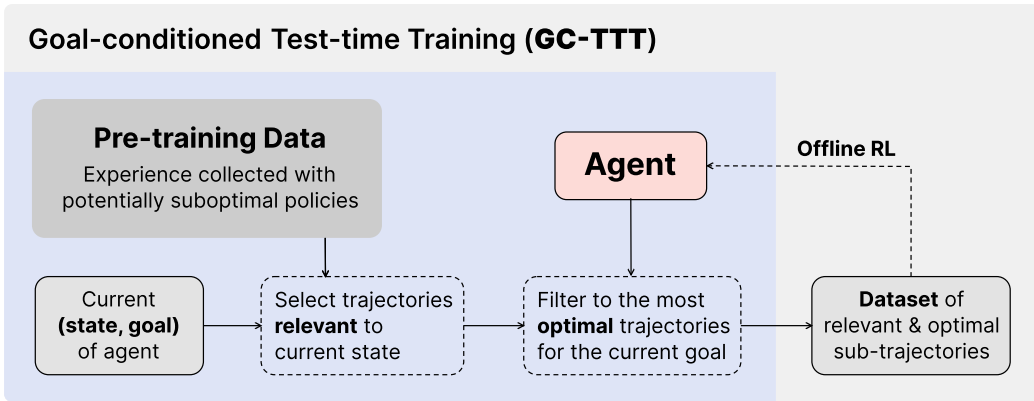 Goal-conditioned Test-time Training (GC-TTT)
Pre-training Data
Experience collected with
potentially suboptimal policies
Agent
Offline RL
Current
(state, goal)
of agent
Select trajectories
relevant to
current state
Filter to the most
optimal trajectories
for the current goal
Dataset of
relevant & optimal
sub-trajectories